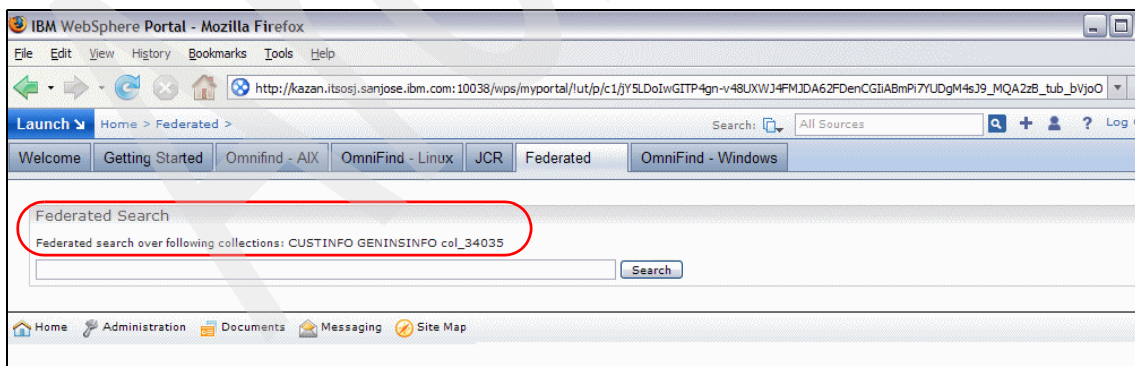 IBM WebSphere Portal - Mozilla Firefox
File Edit View History Bookmarks Tools Help
http://kazan.itsosj.sanjose.ibm.com:10038/wps/myportal/!ut/p/c1/jY5LDoIwGITP4gn-v48UXWJ4FMJDA62FDenCGIiABmPi7YUDgM4sJ9_MQA2zB_tub_bVjoO
Launch Home > Federated > Search: All Sources ? Log
Welcome Getting Started Omnifind - AIX OmniFind - Linux JCR Federated OmniFind - Windows
Federated Search
Federated search over following collections: CUSTINFO GENINSINFO col_34035
Search
Home Administration Documents Messaging Site Map